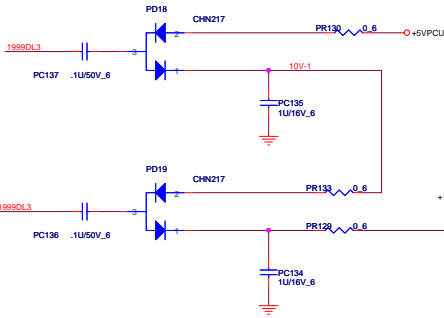 PD18
CHN217
PR130 0_6
+5VPCU
2
1999DL3
3
1
10V-1
PC137 .1U/50V_6
PC135
1U/16V_6
PD19
CHN217
PR133 0_6
2
1999DL3
3
PR129 0_6
1
PC136 .1U/50V_6
PC134
1U/16V_6